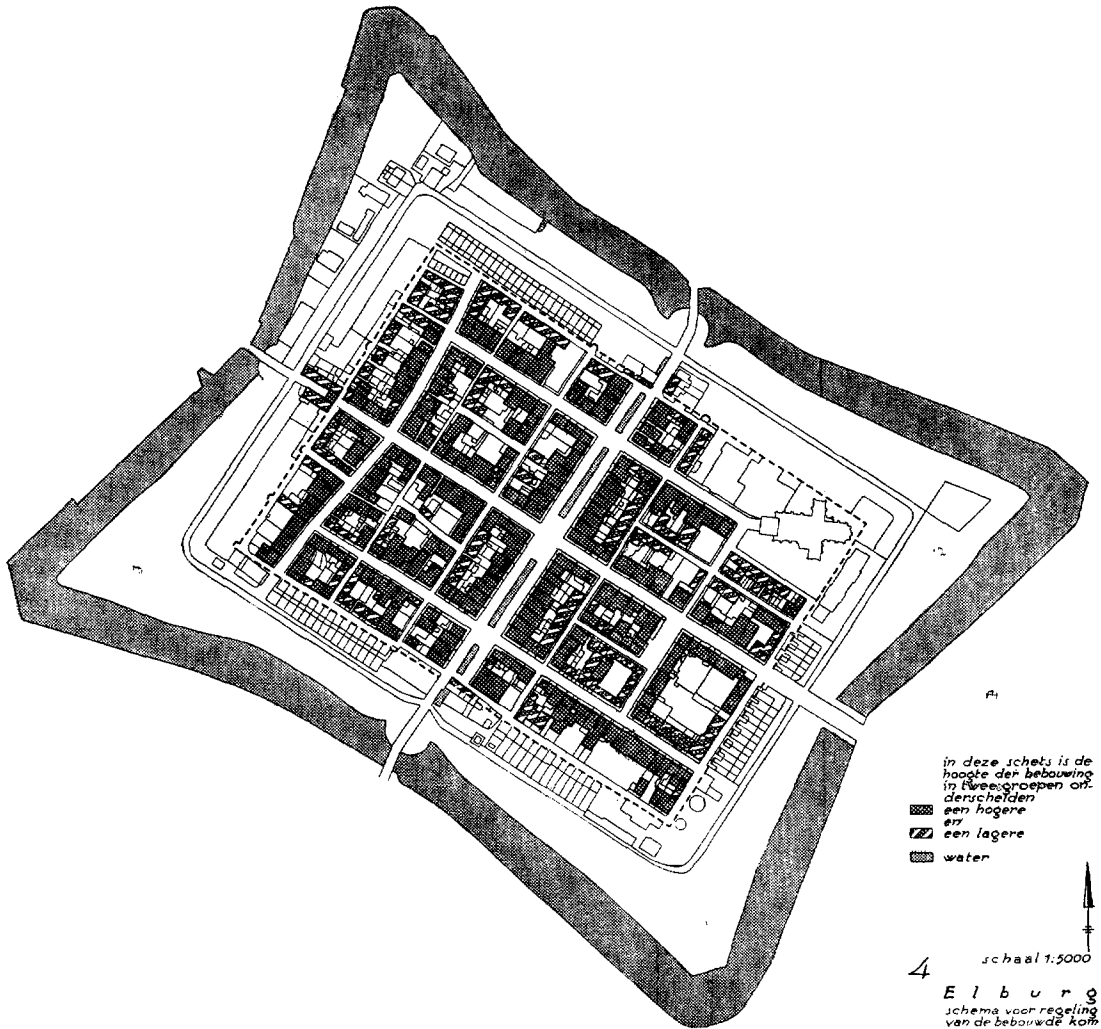 in deze schets is de
hoogte der bebouwing
in twee groepen on-
derscheiden
een hogere
en
een lagere
water
schaal 1:5000
4
Elburg
schema voor regeling
van de bebouwde kom